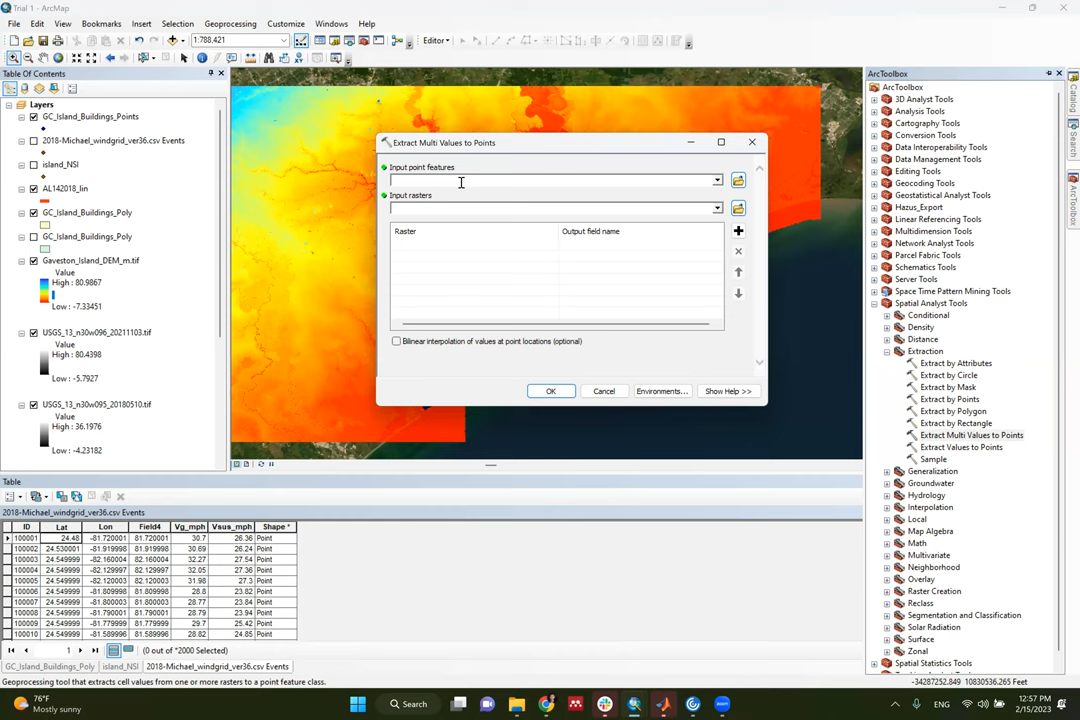 Trial 1 - ArcMap
File Edit View Bookmarks Insert Selection Geoprocessing Customize Windows Help
1:788,421
Editor
Table Of Contents
Layers
GC_Island_Buildings_Points
2018-Michael_windgrid_ver36.csv Events
island_NSI
AL142018_lin
GC_Island_Buildings_Poly
GC_Island_Buildings_Poly
Gaveston_Island_DEM_m.tif
Value
High : 80.9867
Low : -7.33451
USGS_13_n30w096_20211103.tif
Value
High : 80.4398
Low : -5.7927
USGS_13_n30w095_20180510.tif
Value
High : 36.1976
Low : -4.23182
Extract Multi Values to Points
Input point features
Input rasters
Raster Output field name
Bilinear interpolation of values at point locations (optional)
OK Cancel Environments... Show Help >>
ArcToolbox
ArcToolbox
3D Analyst Tools
Analysis Tools
Cartography Tools
Conversion Tools
Data Interoperability Tools
Data Management Tools
Editing Tools
Geocoding Tools
Geostatistical Analyst Tools
Hazus_Export
Linear Referencing Tools
Multidimension Tools
Network Analyst Tools
Parcel Fabric Tools
Schematics Tools
Server Tools
Space Time Pattern Mining Tools
Spatial Analyst Tools
Conditional
Density
Distance
Extraction
Extract by Attributes
Extract by Circle
Extract by Mask
Extract by Points
Extract by Polygon
Extract by Rectangle
Extract Multi Values to Points
Extract Values to Points
Sample
Generalization
Groundwater
Hydrology
Interpolation
Local
Map Algebra
Math
Multivariate
Neighborhood
Overlay
Raster Creation
Reclass
Segmentation and Classification
Solar Radiation
Surface
Zonal
Spatial Statistics Tools
Catalog
Search
ArcToolbox
Table
2018-Michael_windgrid_ver36.csv Events
ID Lat Lon Field4 Vg_mph Vsus_mph Shape *
100001 24.48 -81.720001 81.720001 30.7 26.36 Point
100002 24.530001 -81.919998 81.919998 30.69 26.24 Point
100003 24.549999 -82.160004 82.160004 32.27 27.54 Point
100004 24.549999 -82.129997 82.129997 32.05 27.36 Point
100005 24.549999 -82.120003 82.120003 31.98 27.3 Point
100006 24.549999 -81.809998 81.809998 28.8 23.82 Point
100007 24.549999 -81.800003 81.800003 28.77 23.84 Point
100008 24.549999 -81.790001 81.790001 28.79 23.94 Point
100009 24.549999 -81.779999 81.779999 29.7 25.42 Point
100010 24.549999 -81.589996 81.589996 28.82 24.85 Point
1 (0 out of *2000 Selected)
GC_Island_Buildings_Poly island_NSI 2018-Michael_windgrid_ver36.csv Events
Geoprocessing tool that extracts cell values from one or more rasters to a point feature class.
-34287252.849 10830536.265 Feet
76°F
Mostly sunny
Search
ENG
12:57 PM
2/15/2023